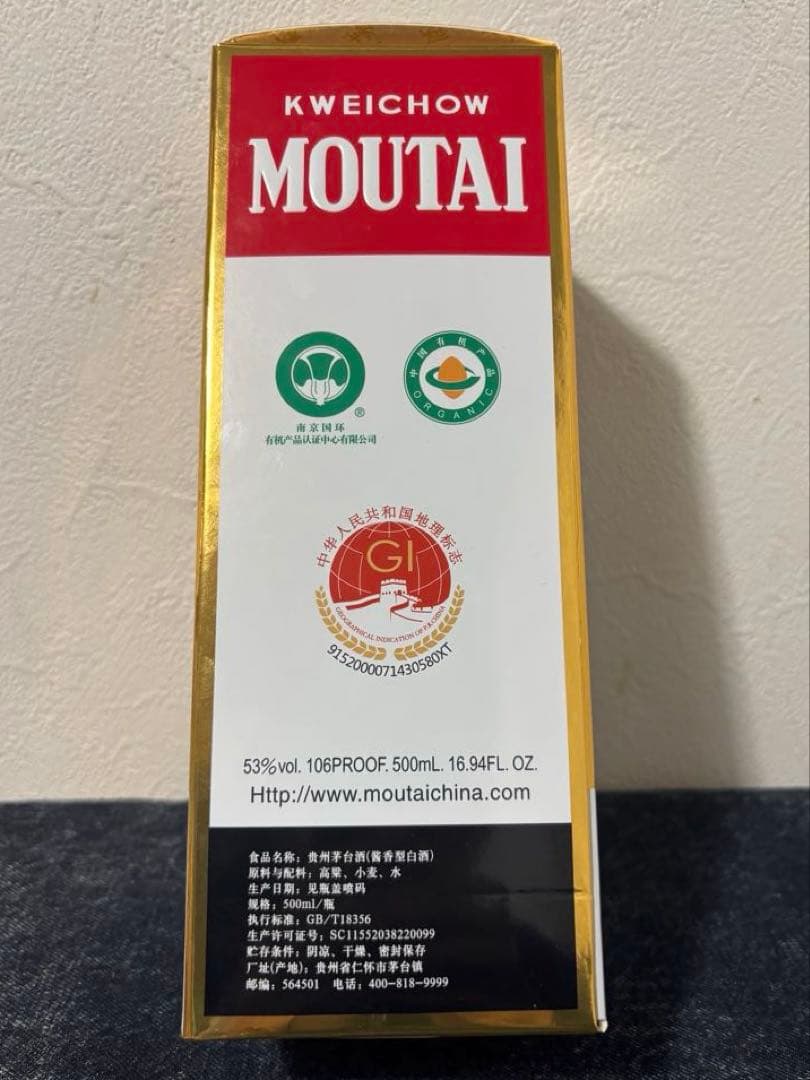 KWEICHOW
MOUTAI
®
南京国环
有机产品认证中心有限公司
中国有机产品
ORGANIC
中华人民共和国地理标志
GI
GEOGRAPHICAL INDICATION OF P.R.CHINA
91520000714305​80XT
53%vol. 106PROOF. 500mL. 16.94FL. OZ.
Http://www.moutaichina.com
食品名称：贵州茅台酒(酱香型白酒)
原料与配料：高粱、小麦、水
生产日期：见瓶盖喷码
规格：500ml/瓶
执行标准：GB/T18356
生产许可证号：SC11552038220099
贮存条件：阴凉、干燥、密封保存
厂址(产地)：贵州省仁怀市茅台镇
邮编：564501 电话：400-818-9999